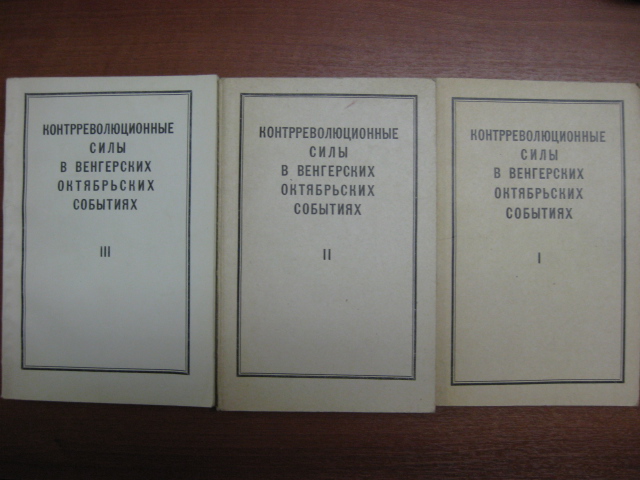 КОНТРРЕВОЛЮЦИОННЫЕ
СИЛЫ
В ВЕНГЕРСКИХ
ОКТЯБРЬСКИХ
СОБЫТИЯХ
III
КОНТРРЕВОЛЮЦИОННЫЕ
СИЛЫ
В ВЕНГЕРСКИХ
ОКТЯБРЬСКИХ
СОБЫТИЯХ
II
КОНТРРЕВОЛЮЦИОННЫЕ
СИЛЫ
В ВЕНГЕРСКИХ
ОКТЯБРЬСКИХ
СОБЫТИЯХ
I